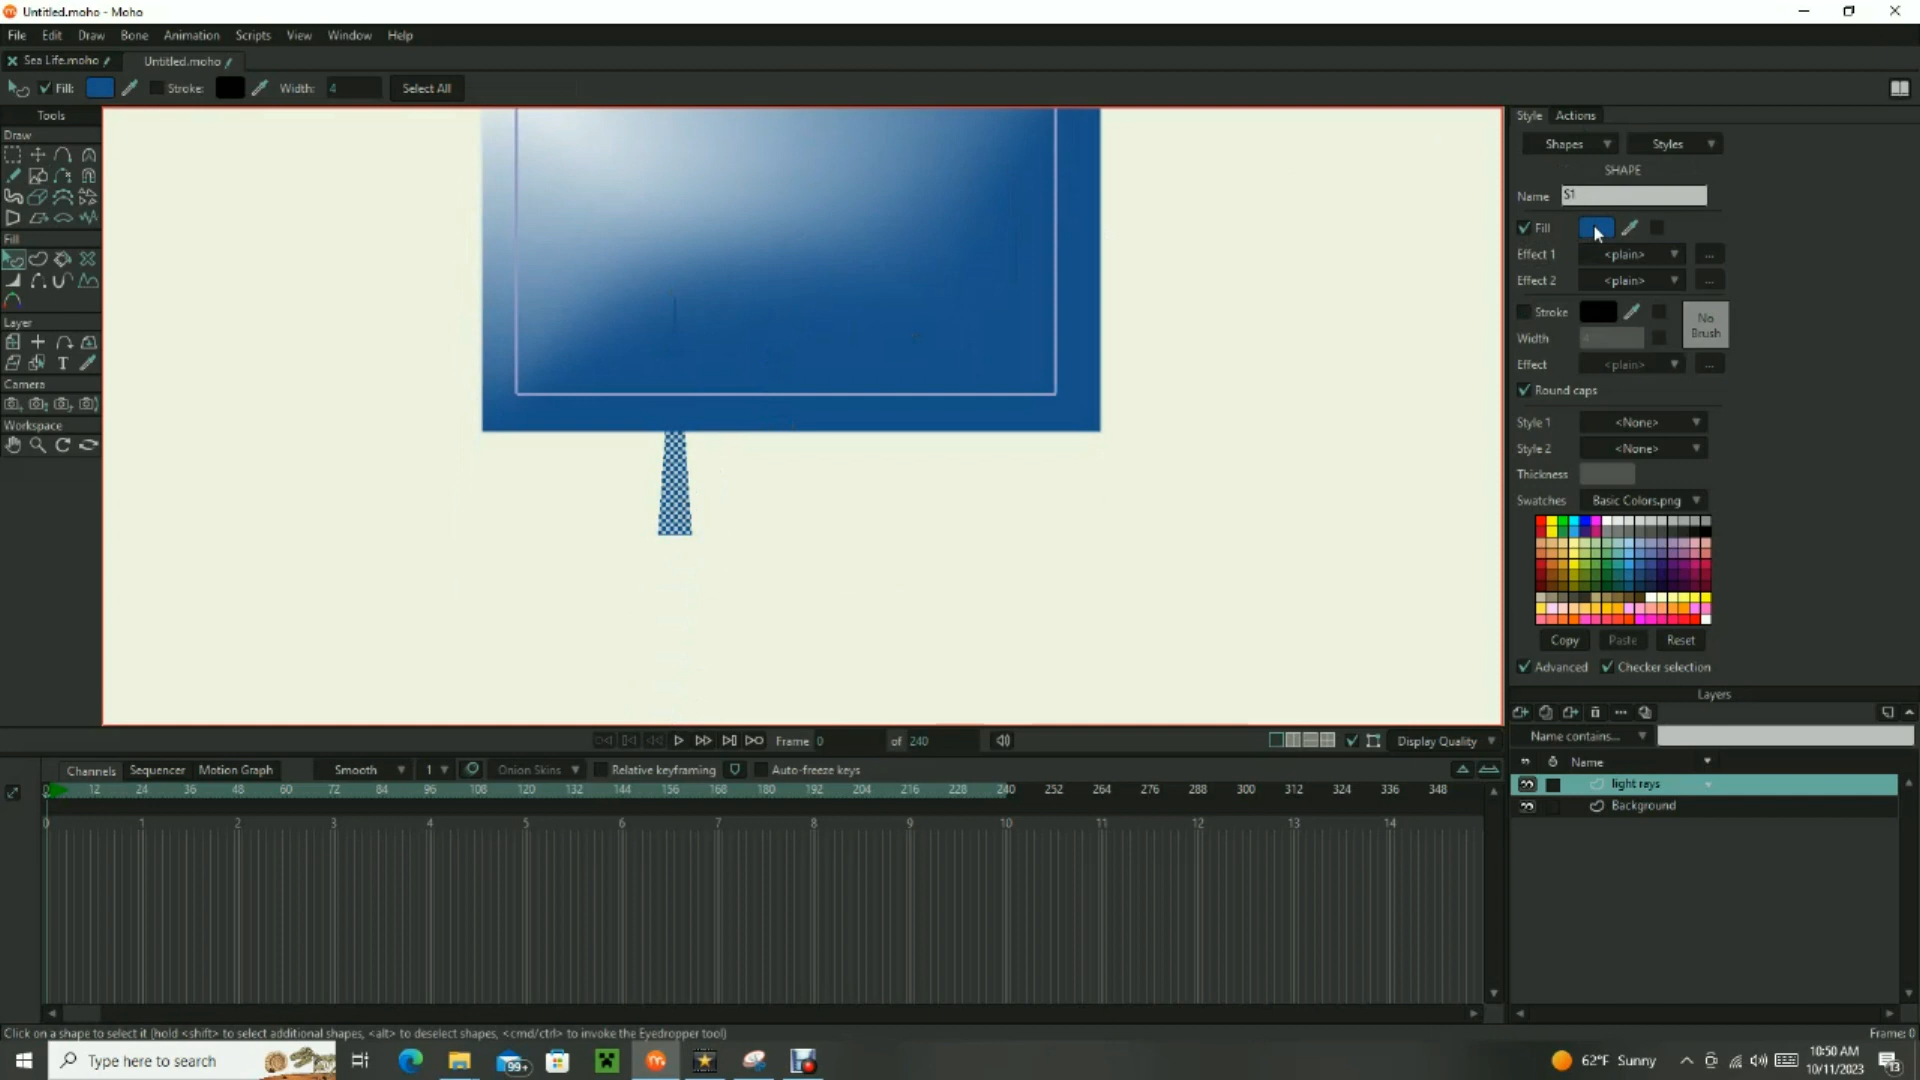 Untitled.moho - Moho
File Edit Draw Bone Animation Scripts View Window Help
Sea Life.moho Untitled.moho
Fill: Stroke: Width: 4 Select All
Tools
Draw
Fill
Layer
Camera
Workspace
Style Actions
Shapes Styles
SHAPE
Name S1
Fill
Effect 1 <plain> ...
Effect 2 <plain> ...
Stroke
No Brush
Width 4
Effect <plain> ...
Round caps
Style 1 <None>
Style 2 <None>
Thickness
Swatches Basic Colors.png
Copy Paste Reset
Advanced Checker selection
Layers
Name contains...
Name
light rays
Background
Frame 0 of 240 Display Quality
Channels Sequencer Motion Graph Smooth 1 Onion Skins Relative keyframing Auto-freeze keys
0 12 24 36 48 60 72 84 96 108 120 132 144 156 168 180 192 204 216 228 240 252 264 276 288 300 312 324 336 348
0 1 2 3 4 5 6 7 8 9 10 11 12 13 14
Click on a shape to select it (hold <shift> to select additional shapes, <alt> to deselect shapes, <cmd/ctrl> to invoke the Eyedropper tool)
Frame: 0
Type here to search
99+
62°F Sunny
10:50 AM
10/11/2023
13